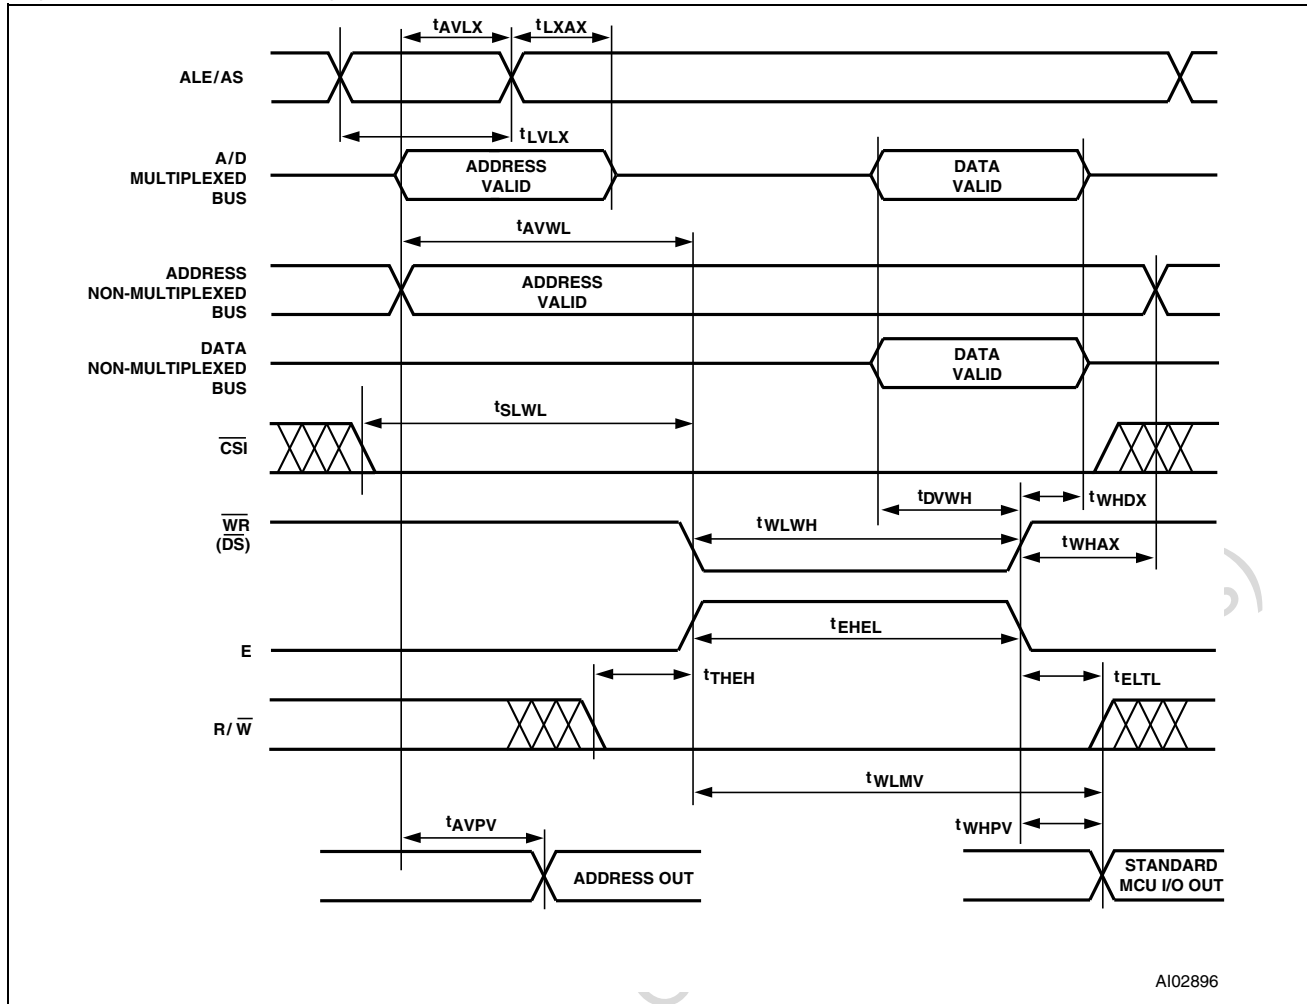 tAVLX
tLXAX
ALE/AS
tLVLX
A/D
MULTIPLEXED
BUS
ADDRESS
VALID
DATA
VALID
tAVWL
ADDRESS
NON-MULTIPLEXED
BUS
ADDRESS
VALID
DATA
NON-MULTIPLEXED
BUS
DATA
VALID
tSLWL
CSI
tDVWH
tWHDX
WR
(DS)
tWLWH
tWHAX
tEHEL
E
tTHEH
tELTL
R/W
tWLMV
tAVPV
tWHPV
ADDRESS OUT
STANDARD
MCU I/O OUT
AI02896